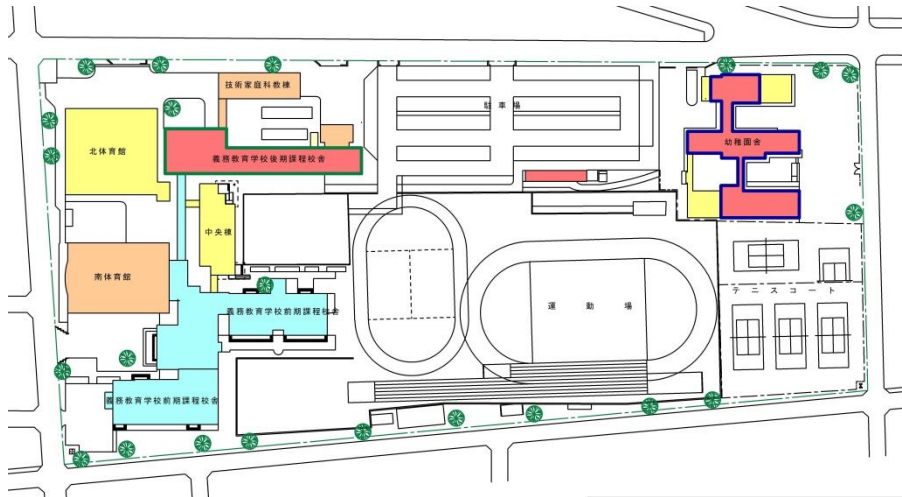 技術家庭科教棟
駐車場
幼稚園舎
北体育館
義務教育学校後期課程校舎
中央棟
南体育館
テニスコート
運動場
義務教育学校前期課程校舎
義務教育学校前期課程校舎